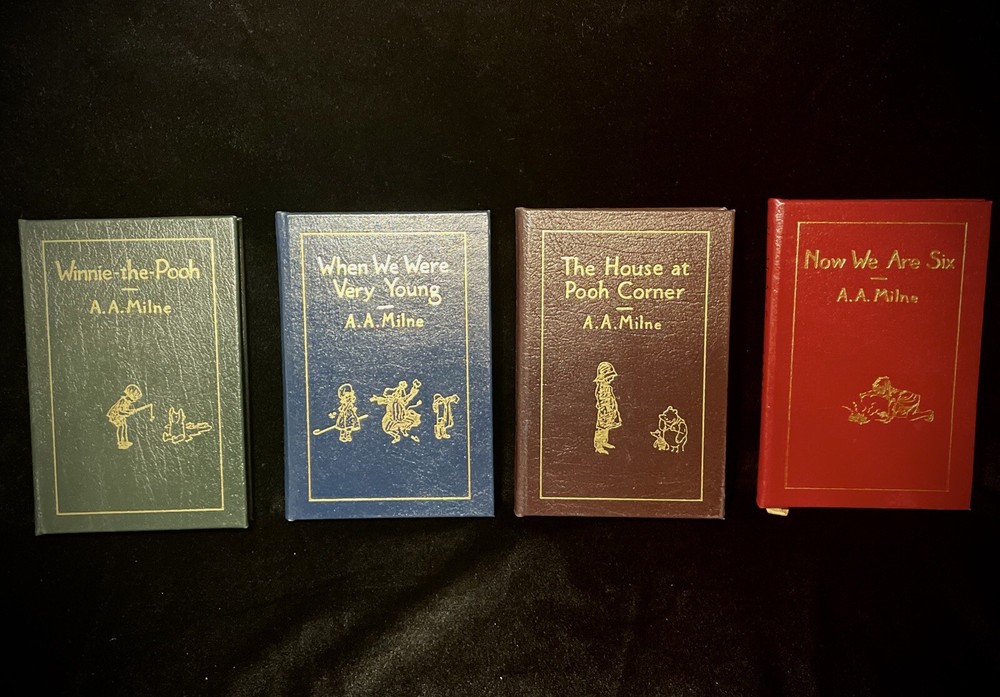 Winnie-the-Pooh
A.A.Milne
When We Were
Very Young
A.A.Milne
The House at
Pooh Corner
A.A.Milne
Now We Are Six
A.A.Milne